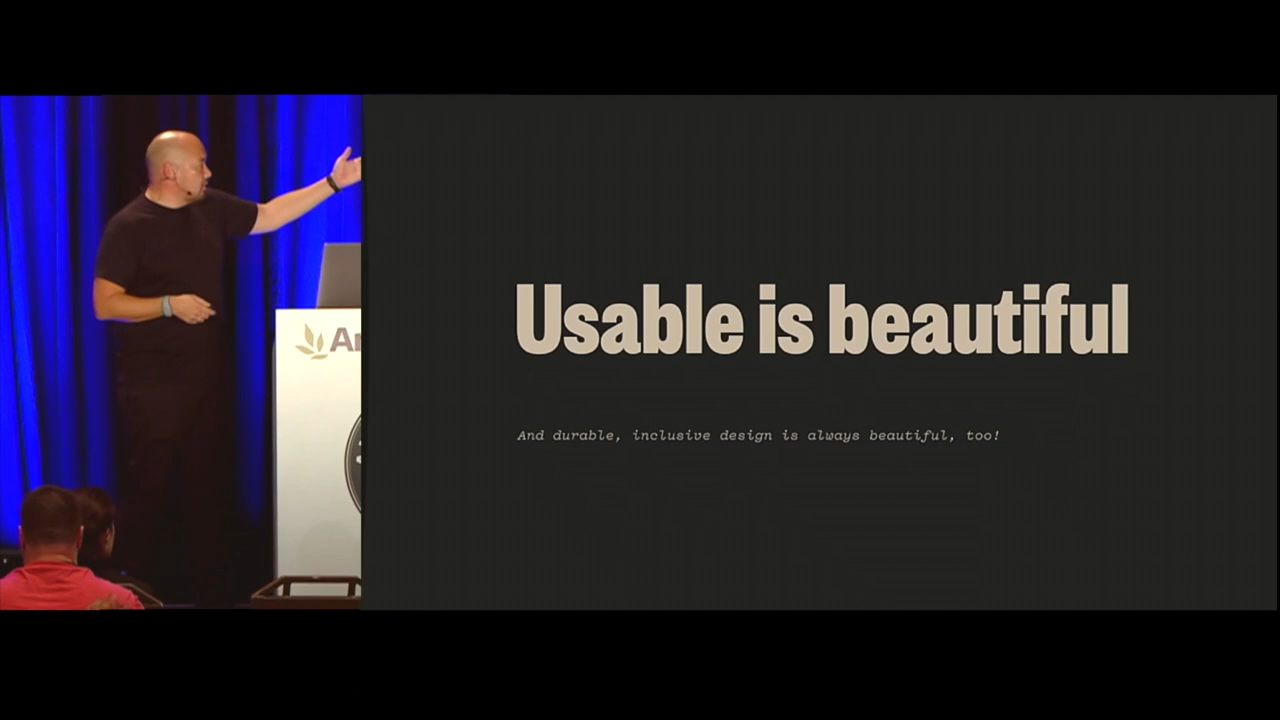 Usable is beautiful
And durable, inclusive design is always beautiful, too!